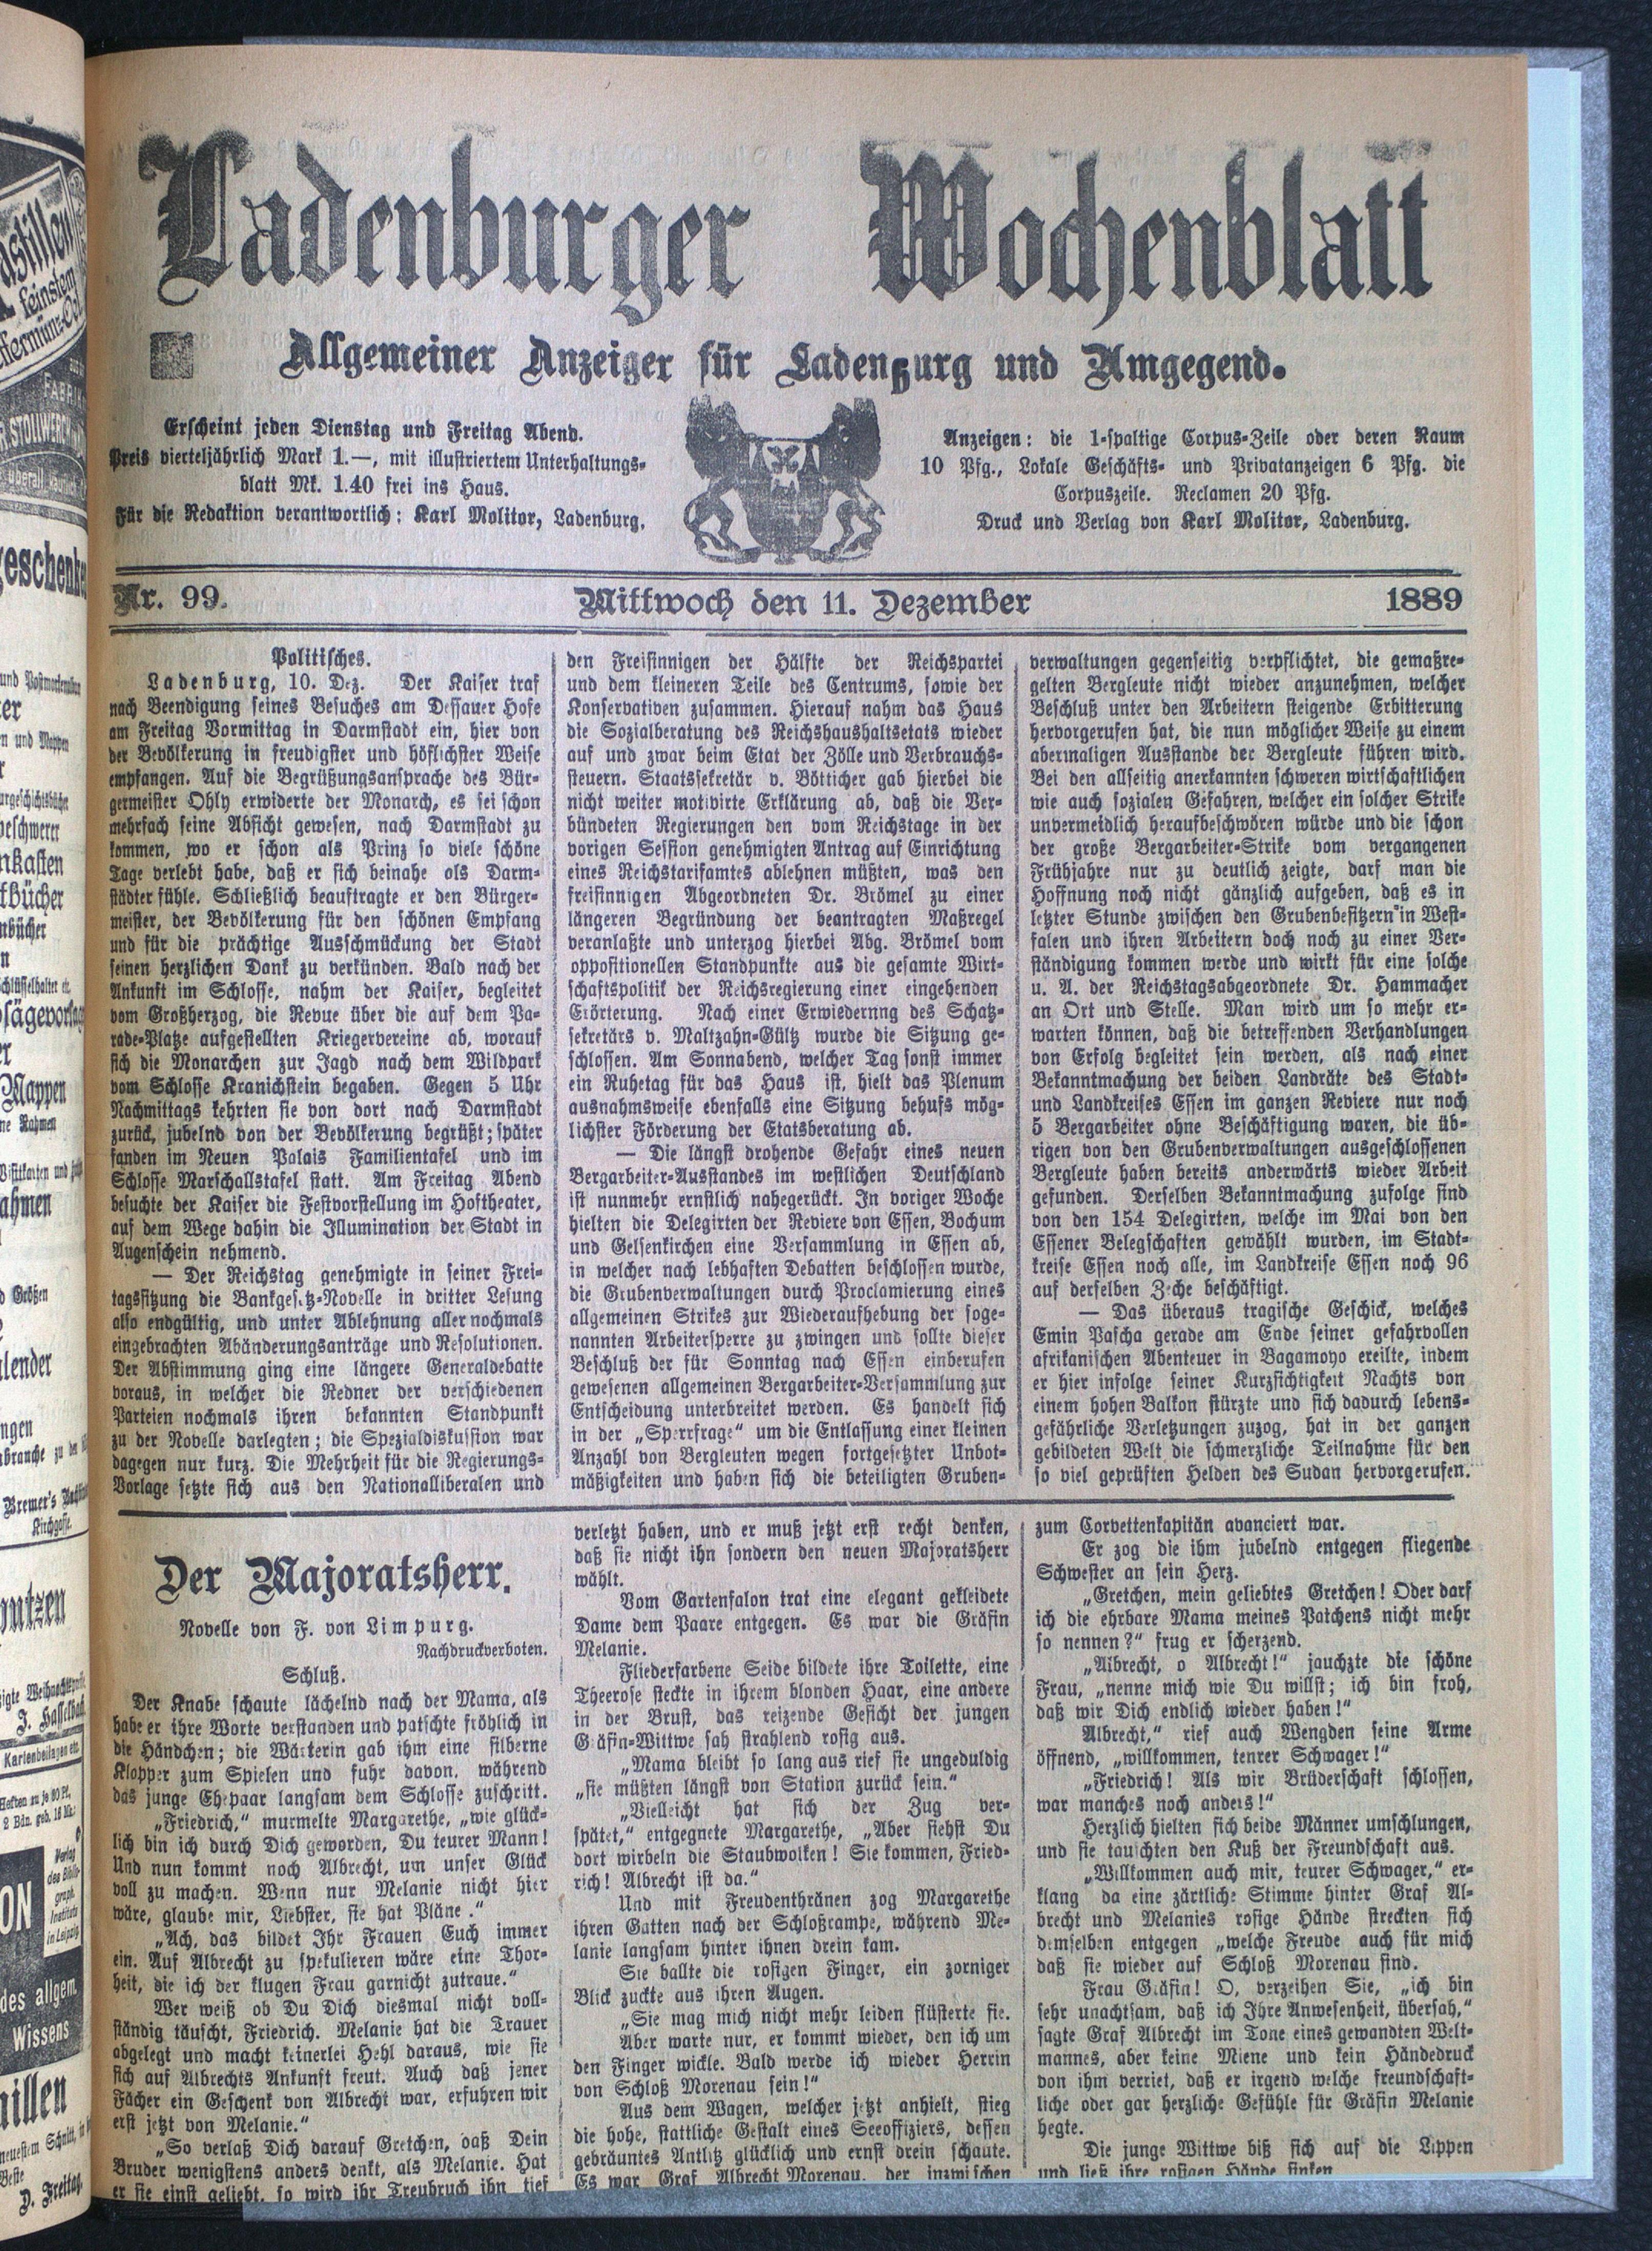 Ladenburger Wochenblatt
Allgemeiner Anzeiger für Ladenburg und Umgegend.
Erscheint jeden Dienstag und Freitag Abend.
Preis vierteljährlich Mark 1.—, mit illustriertem Unterhaltungs-
blatt Mk. 1.40 frei ins Haus.
Für die Redaktion verantwortlich: Karl Molitor, Ladenburg.
Anzeigen: die 1-spaltige Corpus-Zeile oder deren Raum
10 Pfg., Lokale Geschäfts- und Privatanzeigen 6 Pfg. die
Corpuszeile. Reclamen 20 Pfg.
Druck und Verlag von Karl Molitor, Ladenburg.
Nr. 99. Mittwoch den 11. Dezember 1889
Politisches.
Ladenburg, 10. Dez. Der Kaiser traf
nach Beendigung seines Besuches am Dessauer Hofe
am Freitag Vormittag in Darmstadt ein, hier von
der Bevölkerung in freudigster und höflichster Weise
empfangen. Auf die Begrüßungsansprache des Bür-
germeister Ohly erwiderte der Monarch, es sei schon
mehrfach seine Absicht gewesen, nach Darmstadt zu
kommen, wo er schon als Prinz so viele schöne
Tage verlebt habe, daß er sich beinahe als Darm-
städter fühle. Schließlich beauftragte er den Bürger-
meister, der Bevölkerung für den schönen Empfang
und für die prächtige Ausschmückung der Stadt
seinen herzlichen Dank zu verkünden. Bald nach der
Ankunft im Schlosse, nahm der Kaiser, begleitet
vom Großherzog, die Revue über die auf dem Pa-
rade-Platze aufgestellten Kriegervereine ab, worauf
sich die Monarchen zur Jagd nach dem Wildpark
vom Schlosse Kranichstein begaben. Gegen 5 Uhr
Nachmittags kehrten sie von dort nach Darmstadt
zurück, jubelnd von der Bevölkerung begrüßt; später
fanden im Neuen Palais Familientafel und im
Schlosse Marschallstafel statt. Am Freitag Abend
besuchte der Kaiser die Festvorstellung im Hoftheater,
auf dem Wege dahin die Illumination der Stadt in
Augenschein nehmend.
— Der Reichstag genehmigte in seiner Frei-
tagssitzung die Bankgesetz-Novelle in dritter Lesung
also endgültig, und unter Ablehnung aller nochmals
eingebrachten Abänderungsanträge und Resolutionen.
Der Abstimmung ging eine längere Generaldebatte
voraus, in welcher die Redner der verschiedenen
Parteien nochmals ihren bekannten Standpunkt
zu der Novelle darlegten; die Spezialdiskussion war
dagegen nur kurz. Die Mehrheit für die Regierungs-
Vorlage setzte sich aus den Nationalliberalen und
den Freisinnigen der Hälfte der Reichspartei
und dem kleineren Teile des Centrums, sowie der
Konservativen zusammen. Hierauf nahm das Haus
die Sozialberatung des Reichshaushaltsetats wieder
auf und zwar beim Etat der Zölle und Verbrauchs-
steuern. Staatssekretär v. Bötticher gab hierbei die
nicht weiter motivirte Erklärung ab, daß die Ver-
bündeten Regierungen den vom Reichstage in der
vorigen Session genehmigten Antrag auf Einrichtung
eines Reichstarifamtes ablehnen müßten, was den
freisinnigen Abgeordneten Dr. Brömel zu einer
längeren Begründung der beantragten Maßregel
veranlaßte und unterzog hierbei Abg. Brömel vom
oppositionellen Standpunkte aus die gesamte Wirt-
schaftspolitik der Reichsregierung einer eingehenden
Erörterung. Nach einer Erwiedernng des Schatz-
sekretärs v. Maltzahn-Gültz wurde die Sitzung ge-
schlossen. Am Sonnabend, welcher Tag sonst immer
ein Ruhetag für das Haus ist, hielt das Plenum
ausnahmsweise ebenfalls eine Sitzung behufs mög-
lichster Förderung der Etatsberatung ab.
— Die längst drohende Gefahr eines neuen
Bergarbeiter-Ausstandes im westlichen Deutschland
ist nunmehr ernstlich nahegerückt. In voriger Woche
hielten die Delegirten der Reviere von Essen, Bochum
und Gelsenkirchen eine Versammlung in Essen ab,
in welcher nach lebhaften Debatten beschlossen wurde,
die Grubenverwaltungen durch Proclamierung eines
allgemeinen Strikes zur Wiederaufhebung der soge-
nannten Arbeitersperre zu zwingen und sollte dieser
Beschluß der für Sonntag nach Essen einberufen
gewesenen allgemeinen Bergarbeiter-Versammlung zur
Entscheidung unterbreitet werden. Es handelt sich
in der „Sperrfrage“ um die Entlassung einer kleinen
Anzahl von Bergleuten wegen fortgesetzter Unbot-
mäßigkeiten und haben sich die beteiligten Gruben-
verwaltungen gegenseitig verpflichtet, die gemaßre-
gelten Bergleute nicht wieder anzunehmen, welcher
Beschluß unter den Arbeitern steigende Erbitterung
hervorgerufen hat, die nun möglicher Weise zu einem
abermaligen Ausstande der Bergleute führen wird.
Bei den allseitig anerkannten schweren wirtschaftlichen
wie auch sozialen Gefahren, welcher ein solcher Strike
unvermeidlich heraufbeschwören würde und die schon
der große Bergarbeiter-Strike vom vergangenen
Frühjahre nur zu deutlich zeigte, darf man die
Hoffnung noch nicht gänzlich aufgeben, daß es in
letzter Stunde zwischen den Grubenbesitzern in West-
falen und ihren Arbeitern doch noch zu einer Ver-
ständigung kommen werde und wirkt für eine solche
u. A. der Reichstagsabgeordnete Dr. Hammacher
an Ort und Stelle. Man wird um so mehr er-
warten können, daß die betreffenden Verhandlungen
von Erfolg begleitet sein werden, als nach einer
Bekanntmachung der beiden Landräte des Stadt-
und Landkreises Essen im ganzen Reviere nur noch
5 Bergarbeiter ohne Beschäftigung waren, die üb-
rigen von den Grubenverwaltungen ausgeschlossenen
Bergleute haben bereits anderwärts wieder Arbeit
gefunden. Derselben Bekanntmachung zufolge sind
von den 154 Delegirten, welche im Mai von den
Essener Belegschaften gewählt wurden, im Stadt-
kreise Essen noch alle, im Landkreise Essen noch 96
auf derselben Zeche beschäftigt.
— Das überaus tragische Geschick, welches
Emin Pascha gerade am Ende seiner gefahrvollen
afrikanischen Abenteuer in Bagamoyo ereilte, indem
er hier infolge seiner Kurzsichtigkeit Nachts von
einem hohen Balkon stürzte und sich dadurch lebens-
gefährliche Verletzungen zuzog, hat in der ganzen
gebildeten Welt die schmerzliche Teilnahme für den
so viel geprüften Helden des Sudan hervorgerufen.
Der Majoratsherr.
Novelle von F. von Limpurg.
Nachdruckverboten.
Schluß.
Der Knabe schaute lächelnd nach der Mama, als
habe er ihre Worte verstanden und patschte fröhlich in
die Händchen; die Wärterin gab ihm eine silberne
Klopper zum Spielen und fuhr davon, während
das junge Ehepaar langsam dem Schlosse zuschritt.
„Friedrich,“ murmelte Margarethe, „wie glück-
lich bin ich durch Dich geworden, Du teurer Mann!
Und nun kommt noch Albrecht, um unser Glück
voll zu machen. Wenn nur Melanie nicht hier
wäre, glaube mir, Liebster, sie hat Pläne .“
„Ach, das bildet Ihr Frauen Euch immer
ein. Auf Albrecht zu spekulieren wäre eine Thor-
heit, die ich der klugen Frau garnicht zutraue.“
Wer weiß ob Du Dich diesmal nicht voll-
ständig täuscht, Friedrich. Melanie hat die Trauer
abgelegt und macht keinerlei Hehl daraus, wie sie
sich auf Albrechts Ankunft freut. Auch daß jener
Fächer ein Geschenk von Albrecht war, erfuhren wir
erst jetzt von Melanie.“
„So verlaß Dich darauf Gretchen, daß Dein
Bruder wenigstens anders denkt, als Melanie. Hat
er sie einst geliebt, so wird ihr Treubruch ihn tief
verletzt haben, und er muß jetzt erst recht denken,
daß sie nicht ihn sondern den neuen Majoratsherr
wählt.
Vom Gartensalon trat eine elegant gekleidete
Dame dem Paare entgegen. Es war die Gräfin
Melanie.
Fliederfarbene Seide bildete ihre Toilette, eine
Theerose steckte in ihrem blonden Haar, eine andere
in der Brust, das reizende Gesicht der jungen
Gräfin-Wittwe sah strahlend rosig aus.
„Mama bleibt so lang aus rief sie ungeduldig
„sie müßten längst von Station zurück sein.“
„Vielleicht hat sich der Zug ver-
spätet,“ entgegnete Margarethe, „Aber siehst Du
dort wirbeln die Staubwolken! Sie kommen, Fried-
rich! Albrecht ist da.“
Und mit Freudenthränen zog Margarethe
ihren Gatten nach der Schloßrampe, während Me-
lanie langsam hinter ihnen drein kam.
Sie ballte die rosigen Finger, ein zorniger
Blick zuckte aus ihren Augen.
„Sie mag mich nicht mehr leiden flüsterte sie.
Aber warte nur, er kommt wieder, den ich um
den Finger wickle. Bald werde ich wieder Herrin
von Schloß Morenau sein!“
Aus dem Wagen, welcher jetzt anhielt, stieg
die hohe, stattliche Gestalt eines Seeoffiziers, dessen
gebräuntes Antlitz glücklich und ernst drein schaute.
Es war Graf Albrecht Morenau, der inzwischen
zum Corvettenkapitän avanciert war.
Er zog die ihm jubelnd entgegen fliegende
Schwester an sein Herz.
„Gretchen, mein geliebtes Gretchen! Oder darf
ich die ehrbare Mama meines Patchens nicht mehr
so nennen?“ frug er scherzend.
„Albrecht, o Albrecht!“ jauchzte die schöne
Frau, „nenne mich wie Du willst; ich bin froh,
daß wir Dich endlich wieder haben!“
Albrecht,“ rief auch Wengden seine Arme
öffnend, „willkommen, tenrer Schwager!“
„Friedrich! Als wir Brüderschaft schlossen,
war manches noch anders!“
Herzlich hielten sich beide Männer umschlungen,
und sie tauschten den Kuß der Freundschaft aus.
„Willkommen auch mir, teurer Schwager,“ er-
klang da eine zärtliche Stimme hinter Graf Al-
brecht und Melanies rosige Hände streckten sich
demselben entgegen „welche Freude auch für mich
daß sie wieder auf Schloß Morenau sind.
Frau Gräfin! O, verzeihen Sie, „ich bin
sehr unachtsam, daß ich Ihre Anwesenheit, übersah,“
sagte Graf Albrecht im Tone eines gewandten Welt-
mannes, aber keine Miene und kein Händedruck
von ihm verriet, daß er irgend welche freundschaft-
liche oder gar herzliche Gefühle für Gräfin Melanie
hegte.
Die junge Wittwe biß sich auf die Lippen
und ließ ihre rosigen Hände sinken